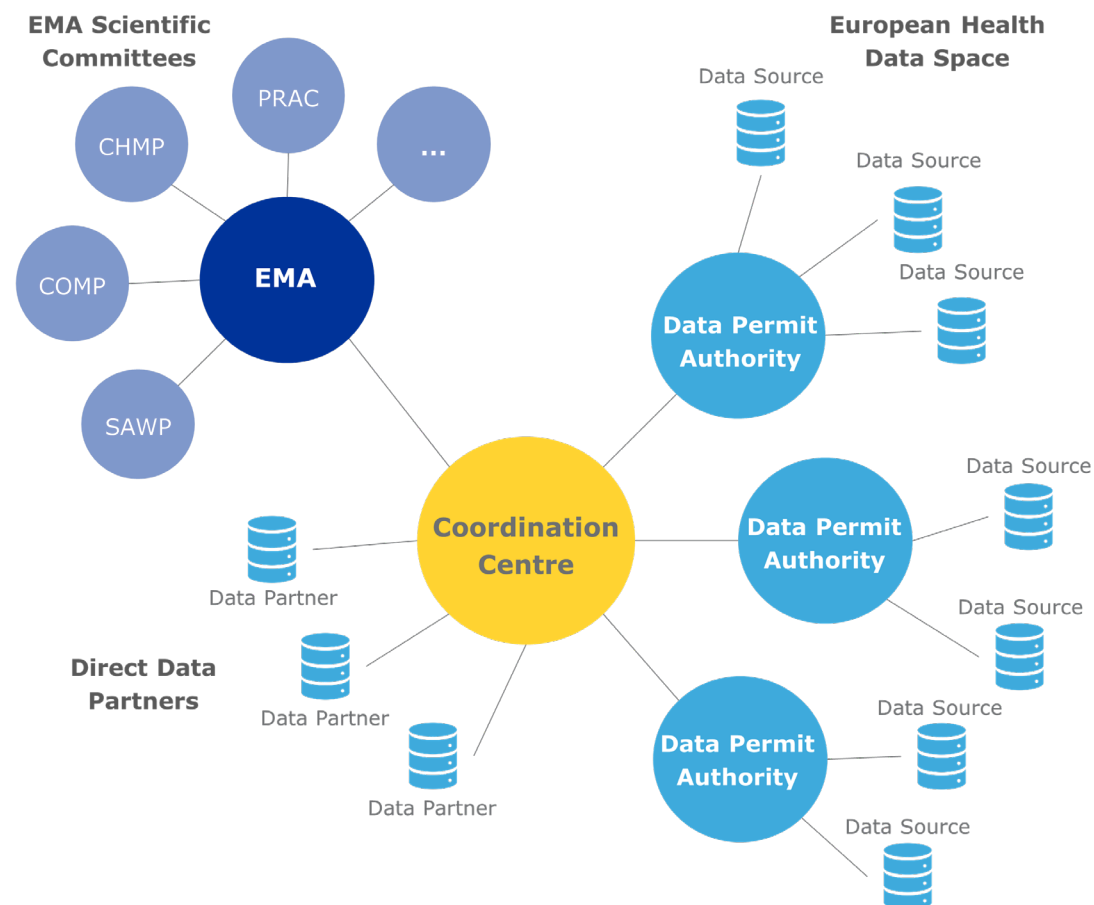 EMA Scientific
Committees
European Health
Data Space
PRAC
CHMP
...
COMP
EMA
SAWP
Data Source
Data Source
Data Source
Data Permit
Authority
Coordination
Centre
Data Permit
Authority
Data Source
Data Source
Data Partner
Direct Data
Partners
Data Partner
Data Partner
Data Permit
Authority
Data Source
Data Source